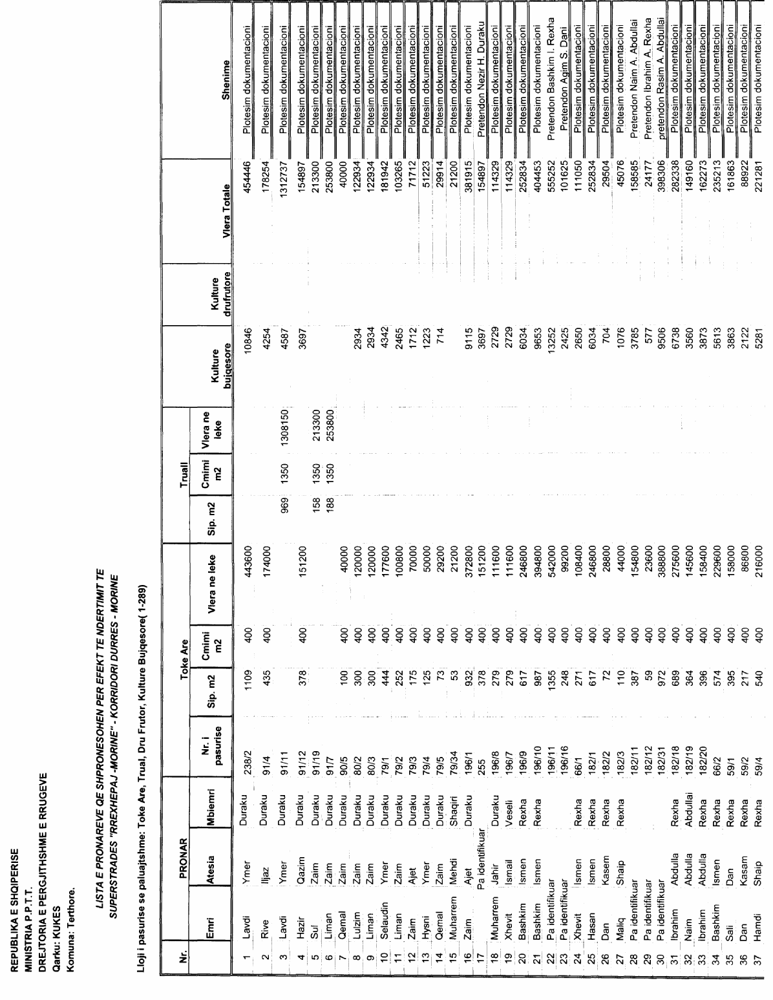 REPUBLIKA E SHQIPERISE
MINISTRIA P.P.T.T.
DREJTORIA E PERGJITHSHME E RRUGEVE
Qarku: KUKES
Komuna: Terthore.
LISTA E PRONAREVE QE SHPRONESOHEN PER EFEKT TE NDERTIMIT TE
SUPERSTRADES "RREXHEPAJ -MORINE" - KORRIDORI DURRES - MORINE
Lloji i pasurise se paluajtshme: Toke Are, Trual, Dru Frutor, Kulture Bujqesore( 1-289)
Nr. PRONAR Toke Are Truall Kulture bujqesore Kulture drufrutore Vlera Totale Shenime
Emri Atesia Mbiemri Nr. i pasurise Sip. m2 Cmimi m2 Vlera ne leke Sip. m2 Cmimi m2 Vlera ne leke
1 Lavdi Ymer Duraku 238/2 1109 400 443600 10846 454446 Plotesim dokumentacioni
2 Rive Iljaz Duraku 91/4 435 400 174000 4254 178254 Plotesim dokumentacioni
3 Lavdi Ymer Duraku 91/11 969 1350 1308150 4587 1312737 Plotesim dokumentacioni
4 Hazir Qazim Duraku 91/12 378 400 151200 3697 154897 Plotesim dokumentacioni
5 Sul Zaim Duraku 91/19 158 1350 213300 213300 Plotesim dokumentacioni
6 Liman Zaim Duraku 91/7 188 1350 253800 253800 Plotesim dokumentacioni
7 Qemal Zaim Duraku 90/5 100 400 40000 40000 Plotesim dokumentacioni
8 Lulzim Zaim Duraku 80/2 300 400 120000 2934 122934 Plotesim dokumentacioni
9 Liman Zaim Duraku 80/3 300 400 120000 2934 122934 Plotesim dokumentacioni
10 Selaudin Ymer Duraku 79/1 444 400 177600 4342 181942 Plotesim dokumentacioni
11 Liman Zaim Duraku 79/2 252 400 100800 2465 103265 Plotesim dokumentacioni
12 Zaim Ajet Duraku 79/3 175 400 70000 1712 71712 Plotesim dokumentacioni
13 Hysni Ymer Duraku 79/4 125 400 50000 1223 51223 Plotesim dokumentacioni
14 Qemal Zaim Duraku 79/5 73 400 29200 714 29914 Plotesim dokumentacioni
15 Muharrem Mehdi Shaqiri 79/34 53 400 21200 21200 Plotesim dokumentacioni
16 Zaim Ajet Duraku 196/1 932 400 372800 9115 381915 Plotesim dokumentacioni
17 Pa identifikuar 255 378 400 151200 3697 154897 Pretendon Nezir H. Duraku
18 Muharrem Jahir Duraku 196/8 279 400 111600 2729 114329 Plotesim dokumentacioni
19 Xhevit Ismail Veseli 196/7 279 400 111600 2729 114329 Plotesim dokumentacioni
20 Bashkim Ismen Rexha 196/9 617 400 246800 6034 252834 Plotesim dokumentacioni
21 Bashkim Ismen Rexha 196/10 987 400 394800 9653 404453 Plotesim dokumentacioni
22 Pa identifikuar 196/11 1355 400 542000 13252 555252 Pretendon Bashkim I. Rexha
23 Pa identifikuar 196/16 248 400 99200 2425 101625 Pretendon Agim S. Dani
24 Xhevit Ismen Rexha 66/1 271 400 108400 2650 111050 Plotesim dokumentacioni
25 Hasan Ismen Rexha 182/1 617 400 246800 6034 252834 Plotesim dokumentacioni
26 Dan Kasem Rexha 182/2 72 400 28800 704 29504 Plotesim dokumentacioni
27 Maliq Shaip Rexha 182/3 110 400 44000 1076 45076 Plotesim dokumentacioni
28 Pa identifikuar 182/11 387 400 154800 3785 158585 Pretendon Naim A. Abdullai
29 Pa identifikuar 182/12 59 400 23600 577 24177 Pretendon Ibrahim A. Rexha
30 Pa identifikuar 182/31 972 400 388800 9506 398306 pretendon Rasim A. Abdullai
31 Ibrahim Abdulla Rexha 182/18 689 400 275600 6738 282338 Plotesim dokumentacioni
32 Naim Abdulla Abdullai 182/19 364 400 145600 3560 149160 Plotesim dokumentacioni
33 Ibrahim Abdulla Rexha 182/20 396 400 158400 3873 162273 Plotesim dokumentacioni
34 Bashkim Ismen Rexha 66/2 574 400 229600 5613 235213 Plotesim dokumentacioni
35 Sali Dan Rexha 59/1 395 400 158000 3863 161863 Plotesim dokumentacioni
36 Dan Kasam Rexha 59/2 217 400 86800 2122 88922 Plotesim dokumentacioni
37 Hamdi Shaip Rexha 59/4 540 400 216000 5281 221281 Plotesim dokumentacioni